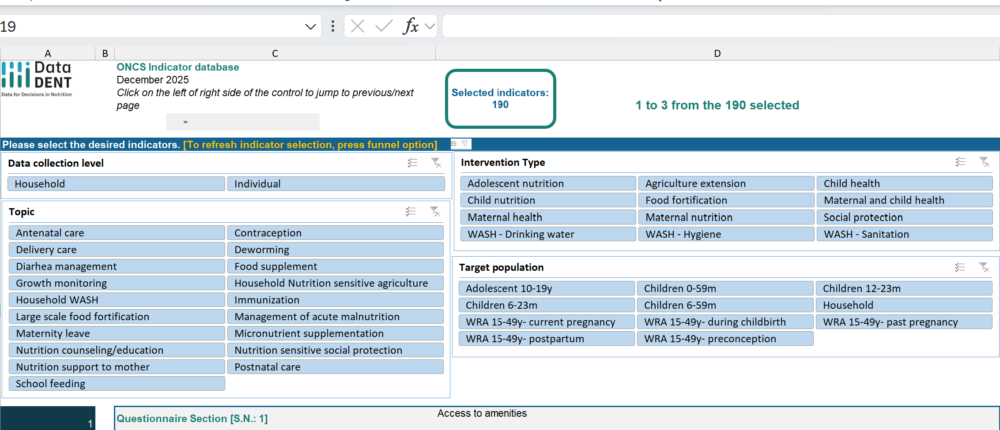 19
fx
A B C D
Data
DENT
Data for Decisions in Nutrition
ONCS Indicator database
December 2025
Click on the left of right side of the control to jump to previous/next
page
Selected indicators:
190
1 to 3 from the 190 selected
Please select the desired indicators. [To refresh indicator selection, press funnel option]
Data collection level
Household Individual
Topic
Antenatal care Contraception
Delivery care Deworming
Diarhea management Food supplement
Growth monitoring Household Nutrition sensitive agriculture
Household WASH Immunization
Large scale food fortification Management of acute malnutrition
Maternity leave Micronutrient supplementation
Nutrition counseling/education Nutrition sensitive social protection
Nutrition support to mother Postnatal care
School feeding
Intervention Type
Adolescent nutrition Agriculture extension Child health
Child nutrition Food fortification Maternal and child health
Maternal health Maternal nutrition Social protection
WASH - Drinking water WASH - Hygiene WASH - Sanitation
Target population
Adolescent 10-19y Children 0-59m Children 12-23m
Children 6-23m Children 6-59m Household
WRA 15-49y- current pregnancy WRA 15-49y- during childbirth WRA 15-49y- past pregnancy
WRA 15-49y- postpartum WRA 15-49y- preconception
1
Questionnaire Section [S.N.: 1] Access to amenities